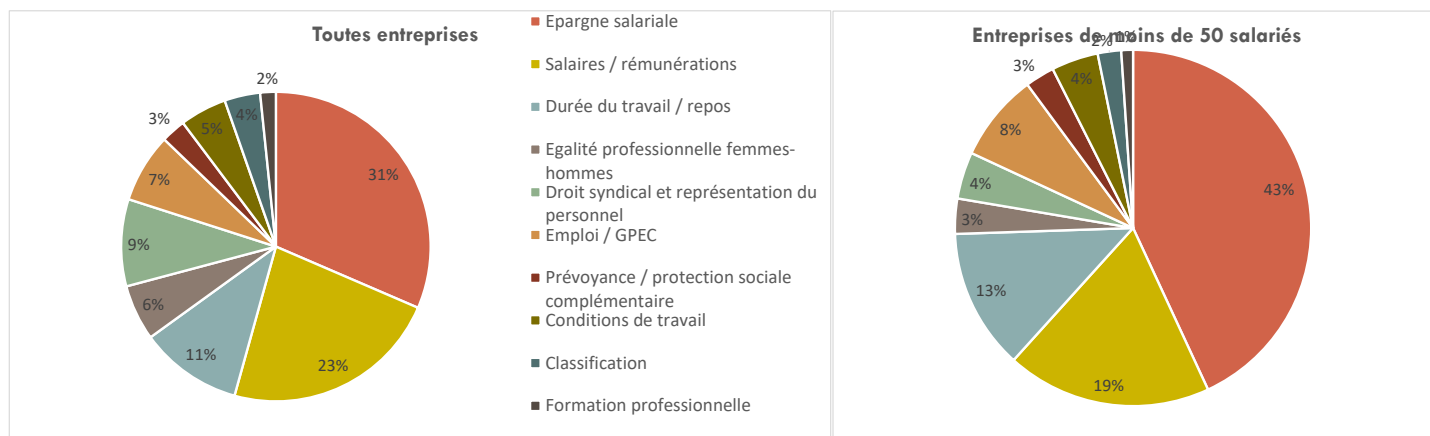 Toutes entreprises
2%
4%
5%
3%
7%
9%
6%
11%
23%
31%
Epargne salariale
Salaires / rémunérations
Durée du travail / repos
Egalité professionnelle femmes-
hommes
Droit syndical et représentation du
personnel
Emploi / GPEC
Prévoyance / protection sociale
complémentaire
Conditions de travail
Classification
Formation professionnelle
Entreprises de moins de 50 salariés
2%
1%
4%
3%
8%
4%
3%
13%
19%
43%